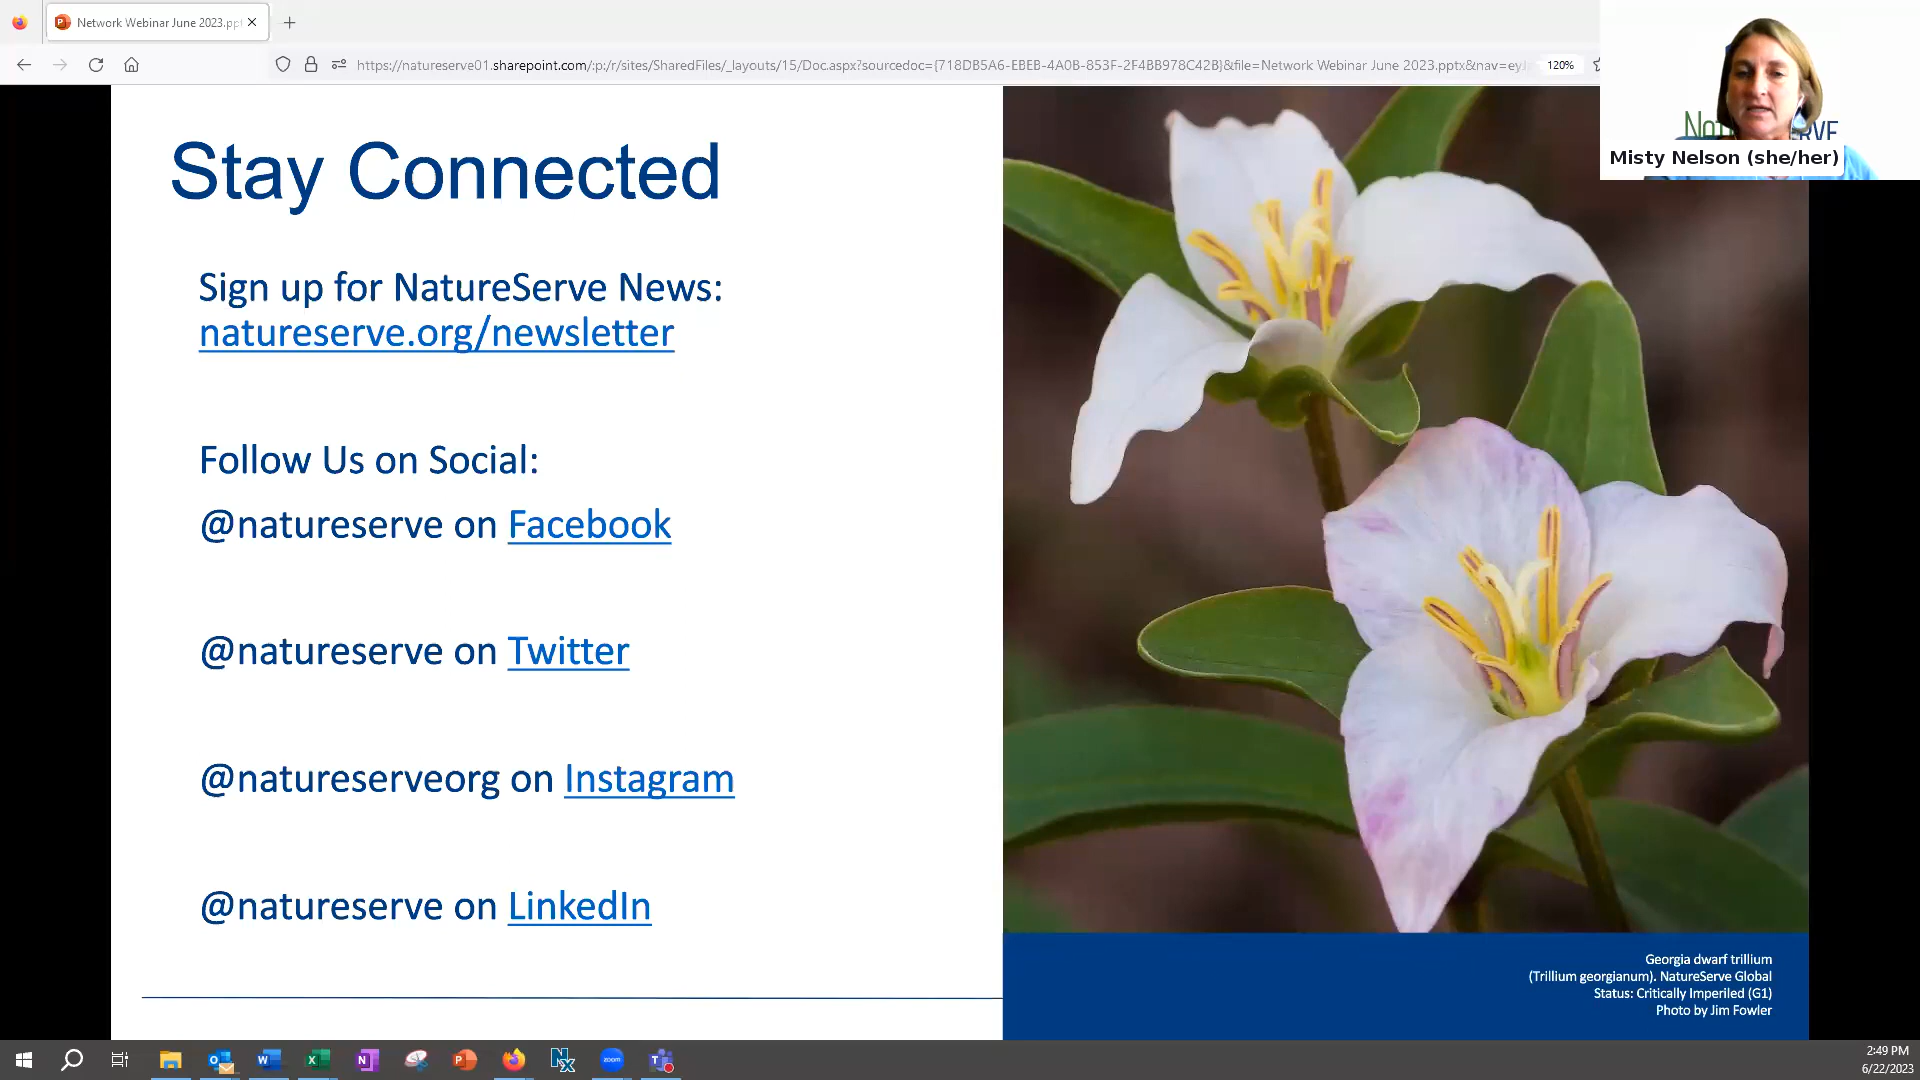 Network Webinar June 2023.pp
https://natureserve01.sharepoint.com/:p:/r/sites/SharedFiles/_layouts/15/Doc.aspx?sourcedoc={718DB5A6-EBEB-4A0B-853F-2F4BB978C42B}&file=Network Webinar June 2023.pptx&nav=eyJ
120%
Misty Nelson (she/her)
Stay Connected
Sign up for NatureServe News:
natureserve.org/newsletter
Follow Us on Social:
@natureserve on Facebook
@natureserve on Twitter
@natureserveorg on Instagram
@natureserve on LinkedIn
Georgia dwarf trillium
(Trillium georgianum). NatureServe Global
Status: Critically Imperiled (G1)
Photo by Jim Fowler
zoom
2:49 PM
6/22/2023